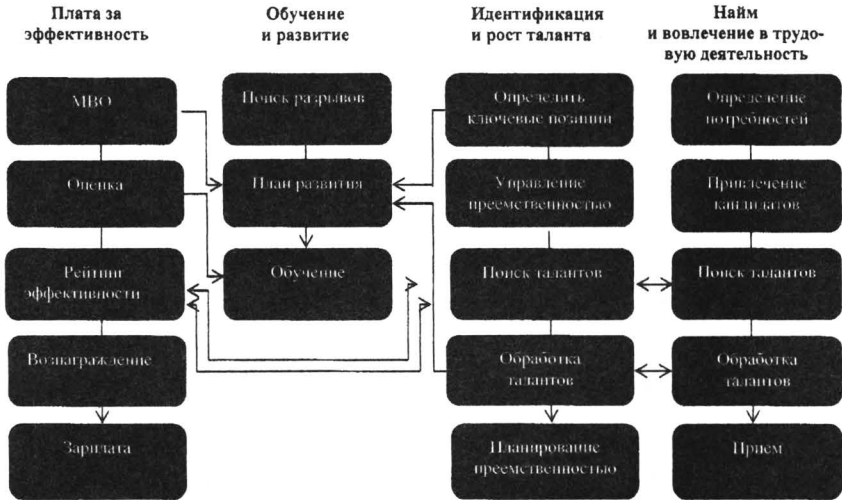 Плата за
эффективность
Обучение
и развитие
Идентификация
и рост таланта
Найм
и вовлечение в трудо-
вую деятельность
МВО
Оценка
Рейтинг
эффективности
Вознаграждение
Зарплата
Поиск разрывов
План развития
Обучение
Определить
ключевые позиции
Управление
преемственностью
Поиск талантов
Обработка
талантов
Планирование
преемственностью
Определение
потребностей
Привлечение
кандидатов
Поиск талантов
Обработка
талантов
Прием